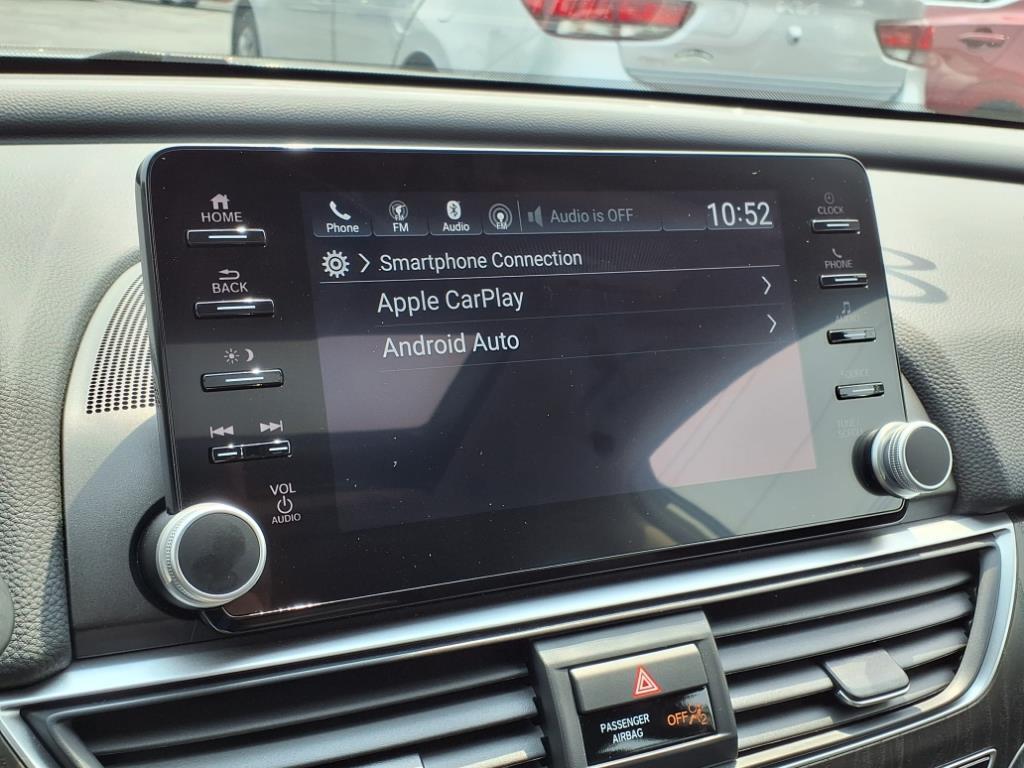 HOME
BACK
VOL
AUDIO
Phone
FM
Audio
FM
Audio is OFF
10:52
Smartphone Connection
Apple CarPlay
Android Auto
CLOCK
PHONE
SOURCE
PASSENGER
AIRBAG
OFF